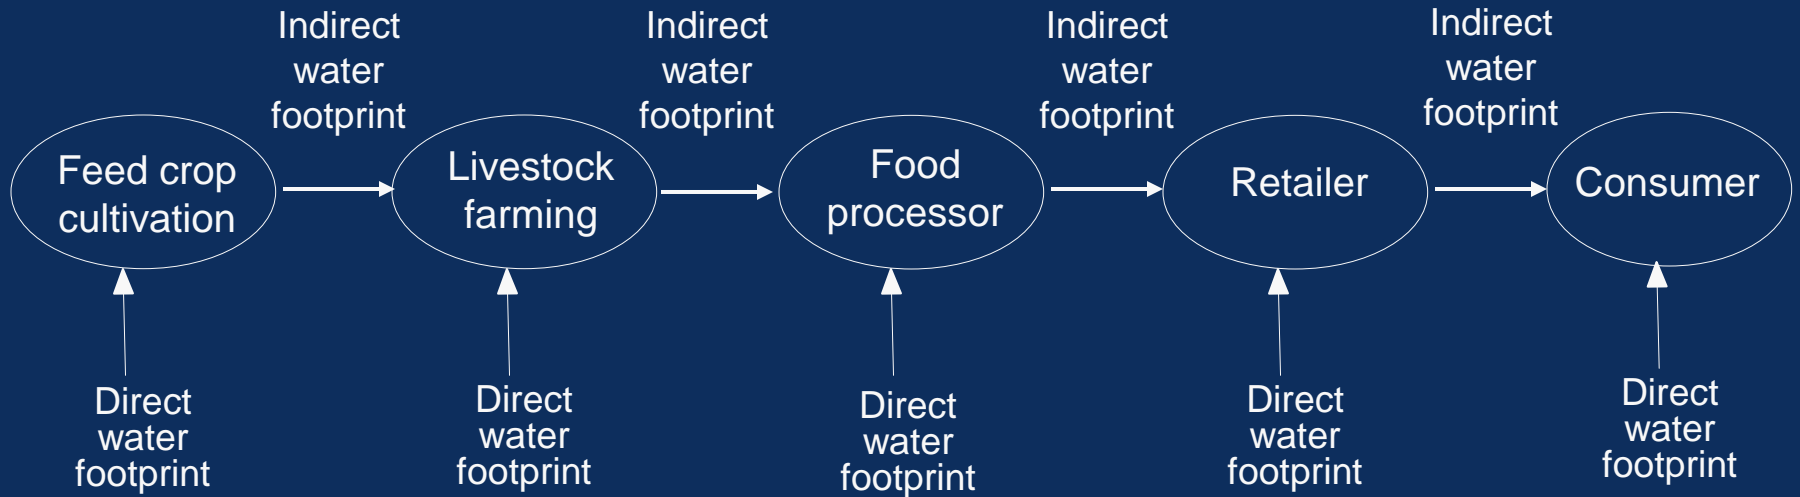 Indirect
water
footprint
Indirect
water
footprint
Indirect
water
footprint
Indirect
water
footprint
Feed crop
cultivation
Livestock
farming
Food
processor
Retailer
Consumer
Direct
water
footprint
Direct
water
footprint
Direct
water
footprint
Direct
water
footprint
Direct
water
footprint